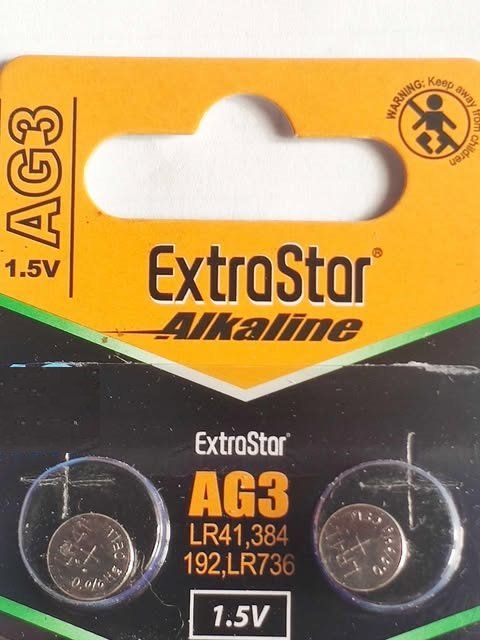 AG3
1.5V
WARNING: Keep away from children
ExtraStar®
Alkaline
ExtraStar®
AG3
LR41,384
192,LR736
1.5V